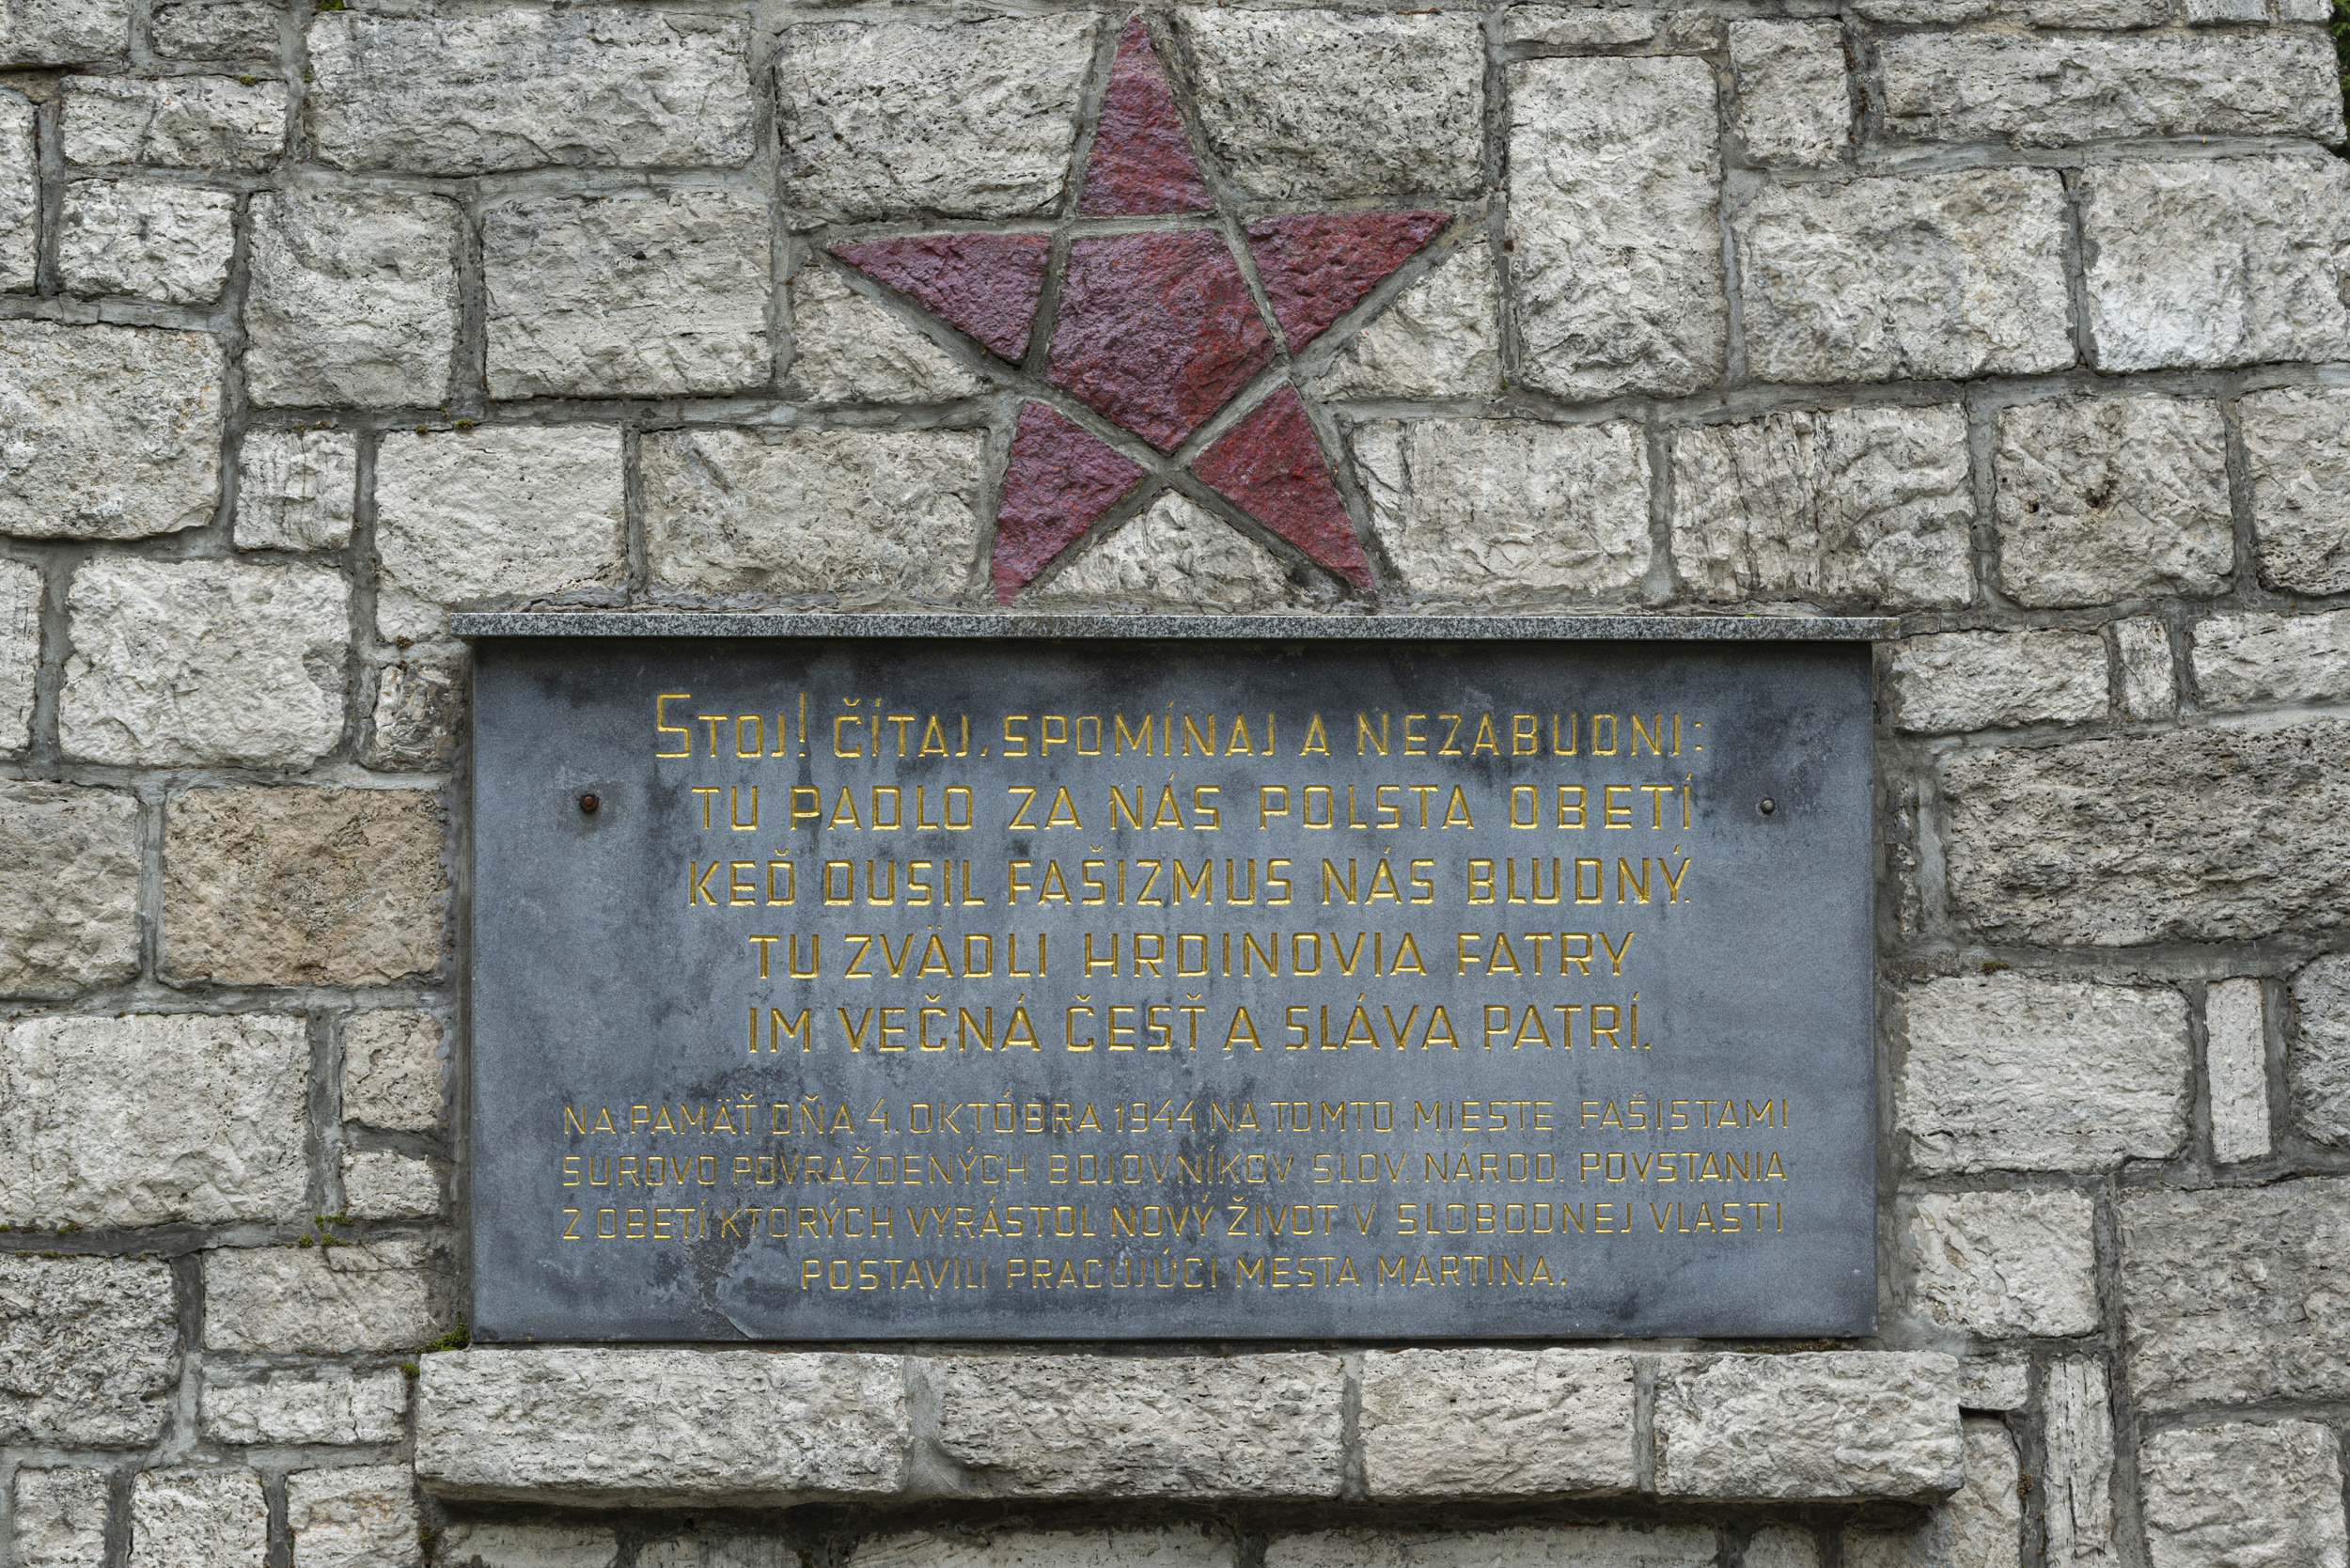 STOJ! ČÍTAJ, SPOMÍNAJ A NEZABUDNI:
TU PADLO ZA NÁS POLSTA OBETÍ
KEĎ DUSIL FAŠIZMUS NÁS BLUDNÝ.
TU ZVÄDLI HRDINOVIA FATRY
IM VEČNÁ ČESŤ A SLÁVA PATRÍ.
NA PAMÄŤ DŇA 4. OKTÓBRA 1944 NA TOMTO MIESTE FAŠISTAMI
SUROVO POVRAŽDENÝCH BOJOVNÍKOV SLOV. NÁROD. POVSTANIA
Z OBETÍ KTORÝCH VYRÁSTOL NOVÝ ŽIVOT V SLOBODNEJ VLASTI
POSTAVILI PRACUJÚCI MESTA MARTINA.